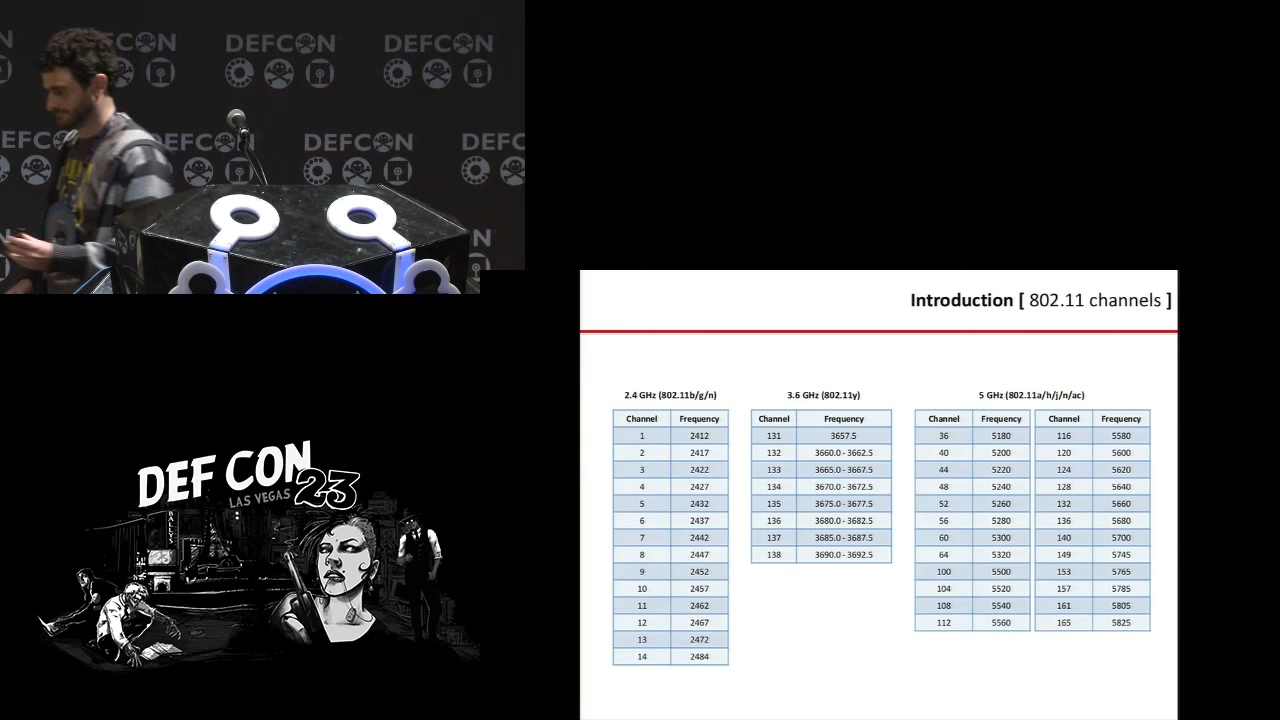 DEFCON
DEFCON
DEFCON
DEFCON
Introduction [ 802.11 channels ]
2.4 GHz (802.11b/g/n)
Channel Frequency
1 2412
2 2417
3 2422
4 2427
5 2432
6 2437
7 2442
8 2447
9 2452
10 2457
11 2462
12 2467
13 2472
14 2484
3.6 GHz (802.11y)
Channel Frequency
131 3657.5
132 3660.0 - 3662.5
133 3665.0 - 3667.5
134 3670.0 - 3672.5
135 3675.0 - 3677.5
136 3680.0 - 3682.5
137 3685.0 - 3687.5
138 3690.0 - 3692.5
5 GHz (802.11a/h/j/n/ac)
Channel Frequency Channel Frequency
36 5180 116 5580
40 5200 120 5600
44 5220 124 5620
48 5240 128 5640
52 5260 132 5660
56 5280 136 5680
60 5300 140 5700
64 5320 149 5745
100 5500 153 5765
104 5520 157 5785
108 5540 161 5805
112 5560 165 5825
DEF CON
LAS VEGAS 23
BALLYS